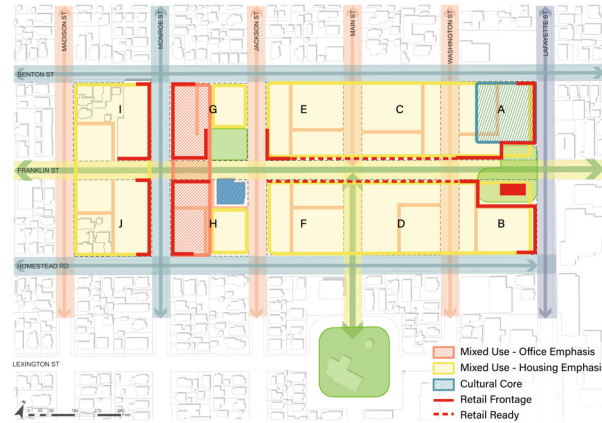 MADISON ST
MONROE ST
JACKSON ST
MAIN ST
WASHINGTON ST
LAFAYETTE ST
BENTON ST
I
G
E
C
A
FRANKLIN ST
J
H
F
D
B
HOMESTEAD RD
LEXINGTON ST
Mixed Use - Office Emphasis
Mixed Use - Housing Emphasis
Cultural Core
Retail Frontage
Retail Ready